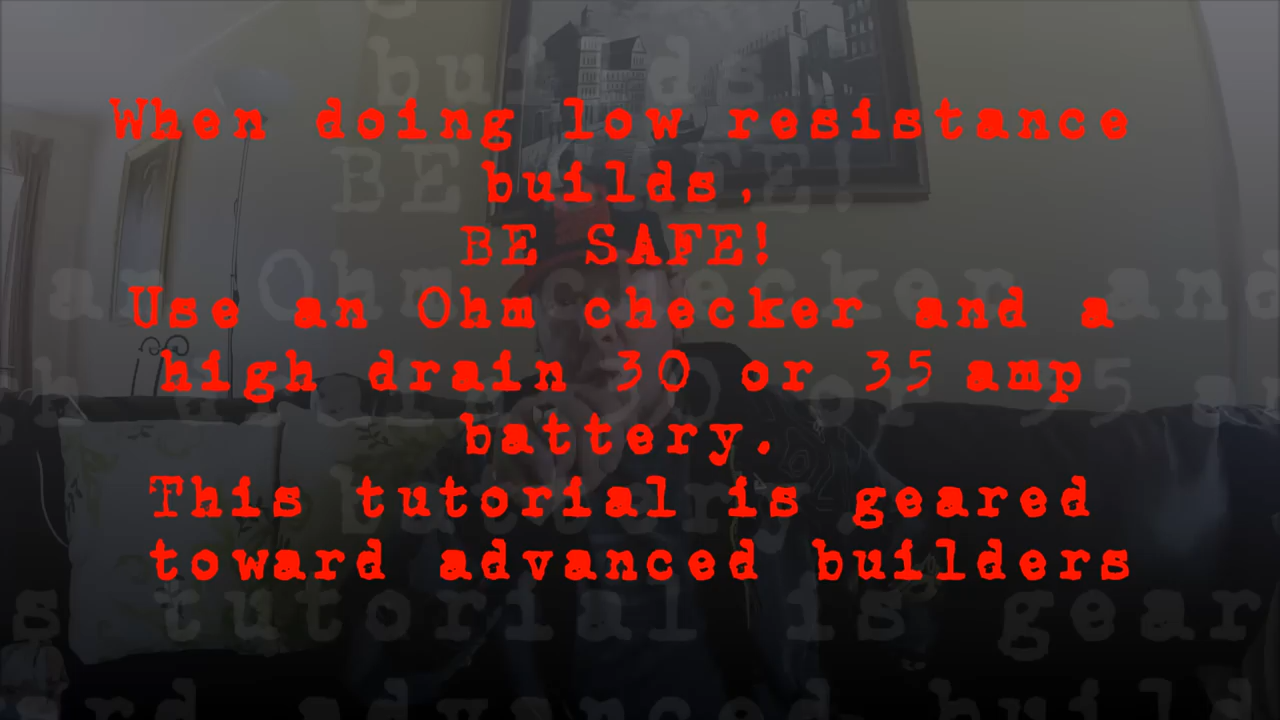 When doing low resistance
builds,
BE SAFE!
Use an Ohm checker and a
high drain 30 or 35 amp
battery.
This tutorial is geared
toward advanced builders